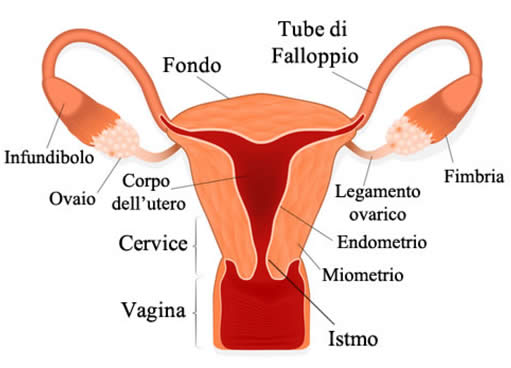 Tube di
Falloppio
Fondo
Infundibolo
Ovaio
Corpo
dell'utero
Legamento
ovarico
Fimbria
Cervice
Endometrio
Miometrio
Vagina
Istmo